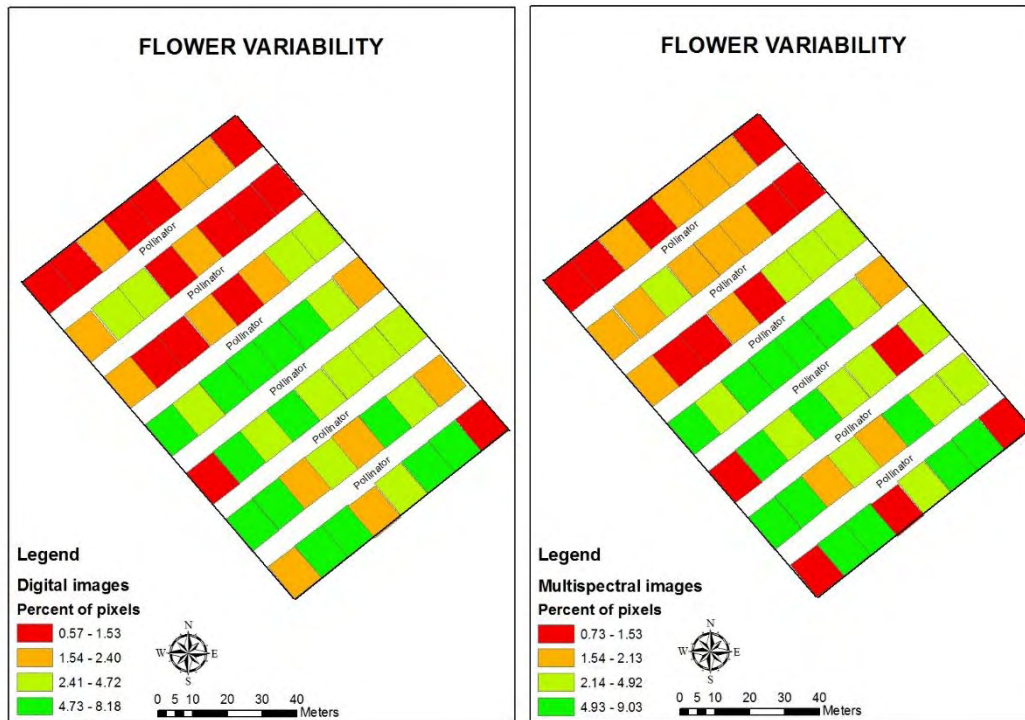 FLOWER VARIABILITY
Pollinator
Pollinator
Pollinator
Pollinator
Pollinator
Pollinator
Legend
Digital images
Percent of pixels
0.57 - 1.53
1.54 - 2.40
2.41 - 4.72
4.73 - 8.18
N
W E
S
0 5 10 20 30 40
Meters
FLOWER VARIABILITY
Pollinator
Pollinator
Pollinator
Pollinator
Pollinator
Pollinator
Legend
Multispectral images
Percent of pixels
0.73 - 1.53
1.54 - 2.13
2.14 - 4.92
4.93 - 9.03
N
W E
S
0 5 10 20 30 40
Meters